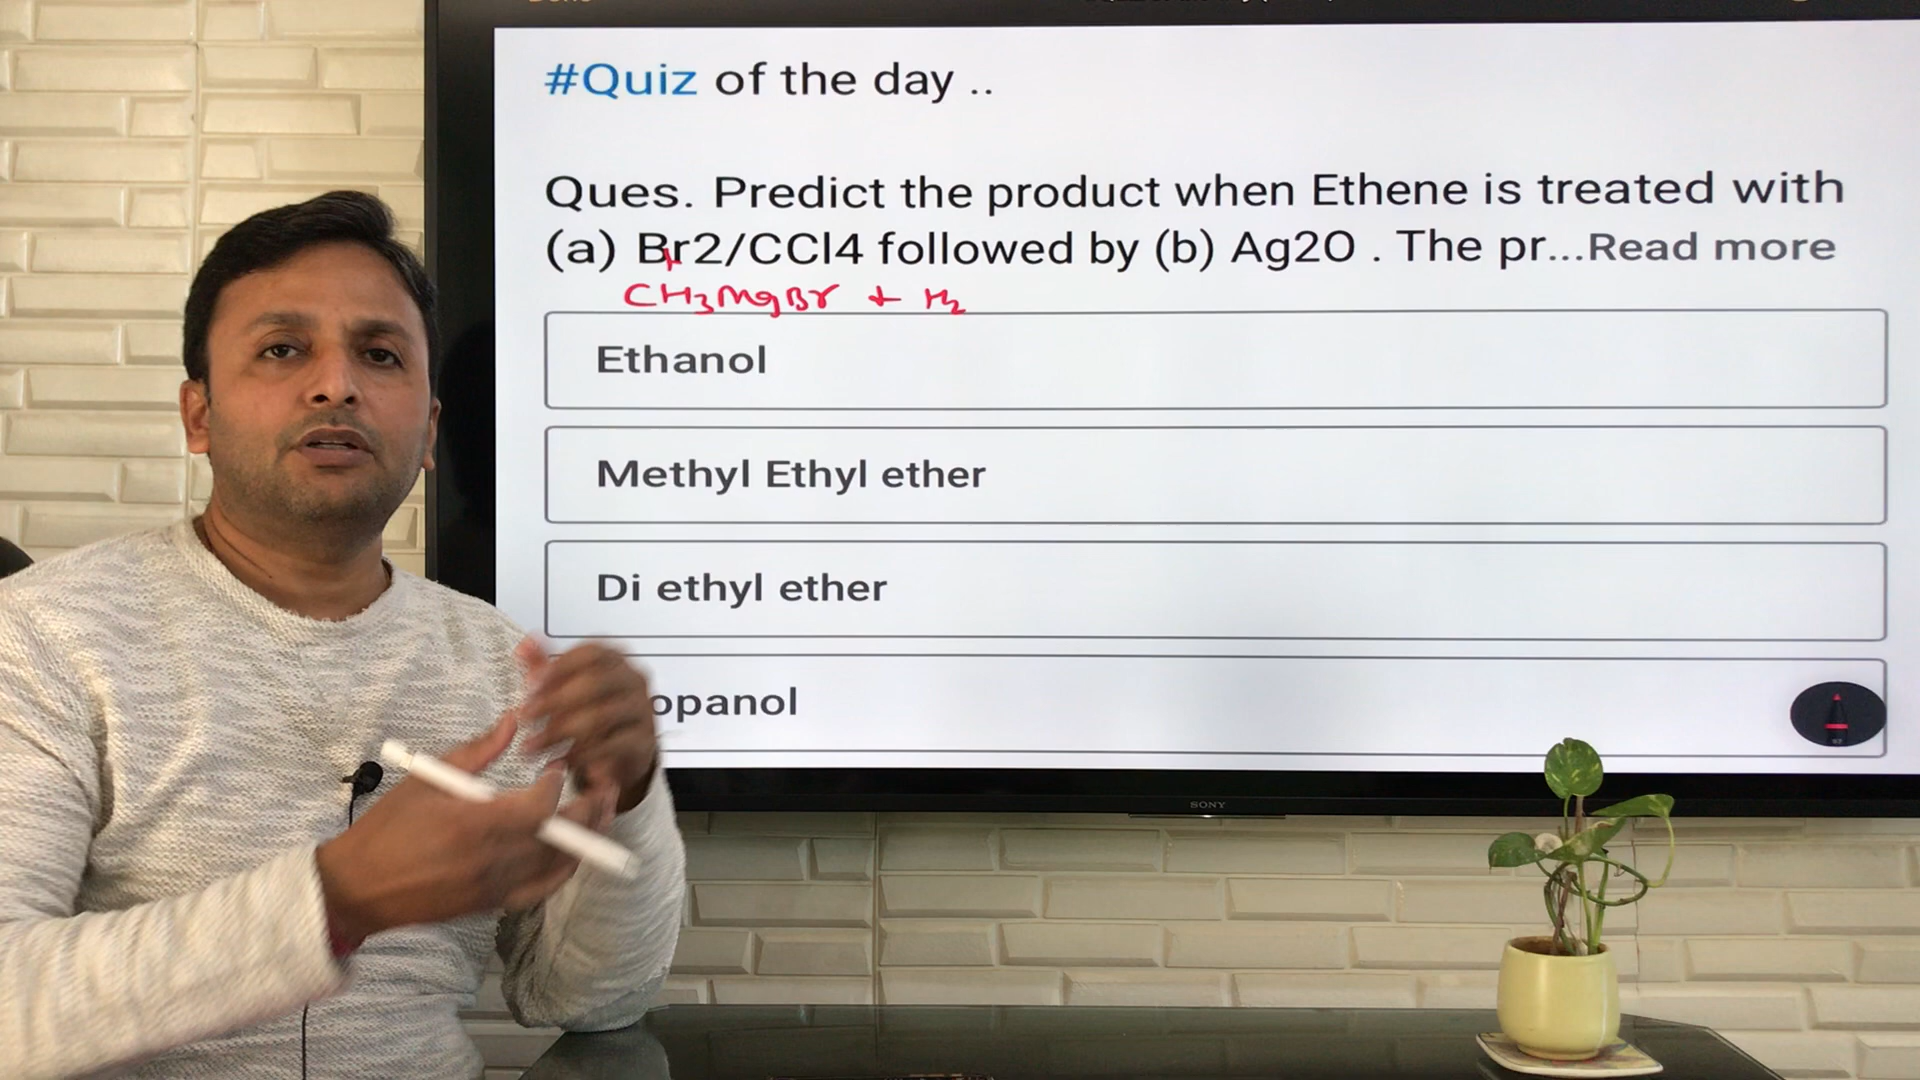 #Quiz of the day ..
Ques. Predict the product when Ethene is treated with
(a) Br2/CCl4 followed by (b) Ag2O . The pr...Read more
CH3MgBr + H2
Ethanol
Methyl Ethyl ether
Di ethyl ether
opanol
SONY